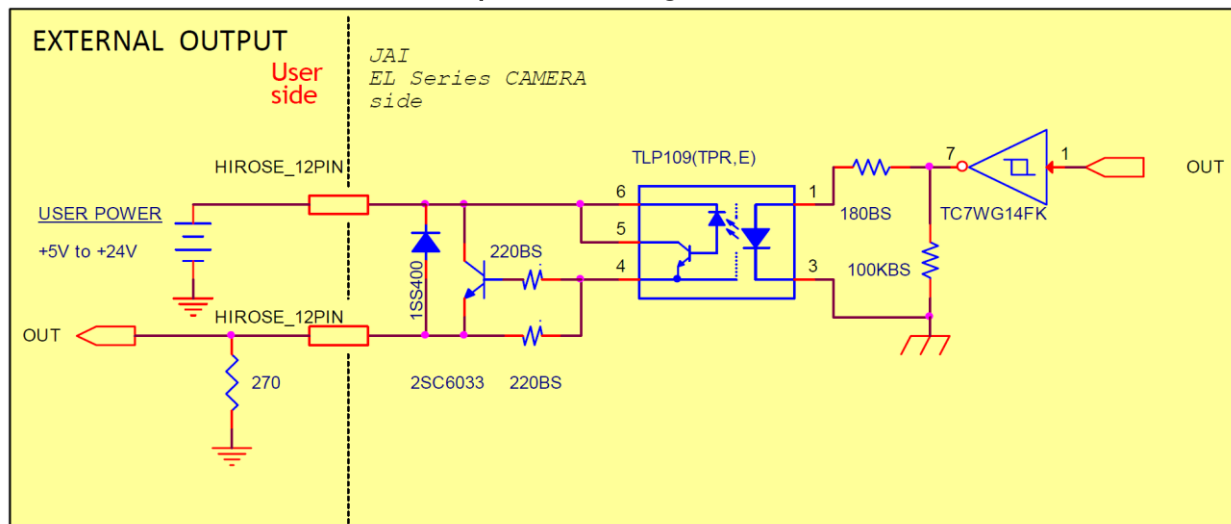 EXTERNAL OUTPUT
User
side
JAI
EL Series CAMERA
side
HIROSE_12PIN
USER POWER
+5V to +24V
HIROSE_12PIN
OUT
270
1SS400
220BS
2SC6033
220BS
TLP109(TPR,E)
6
5
4
1
3
180BS
7
1
TC7WG14FK
OUT
100KBS